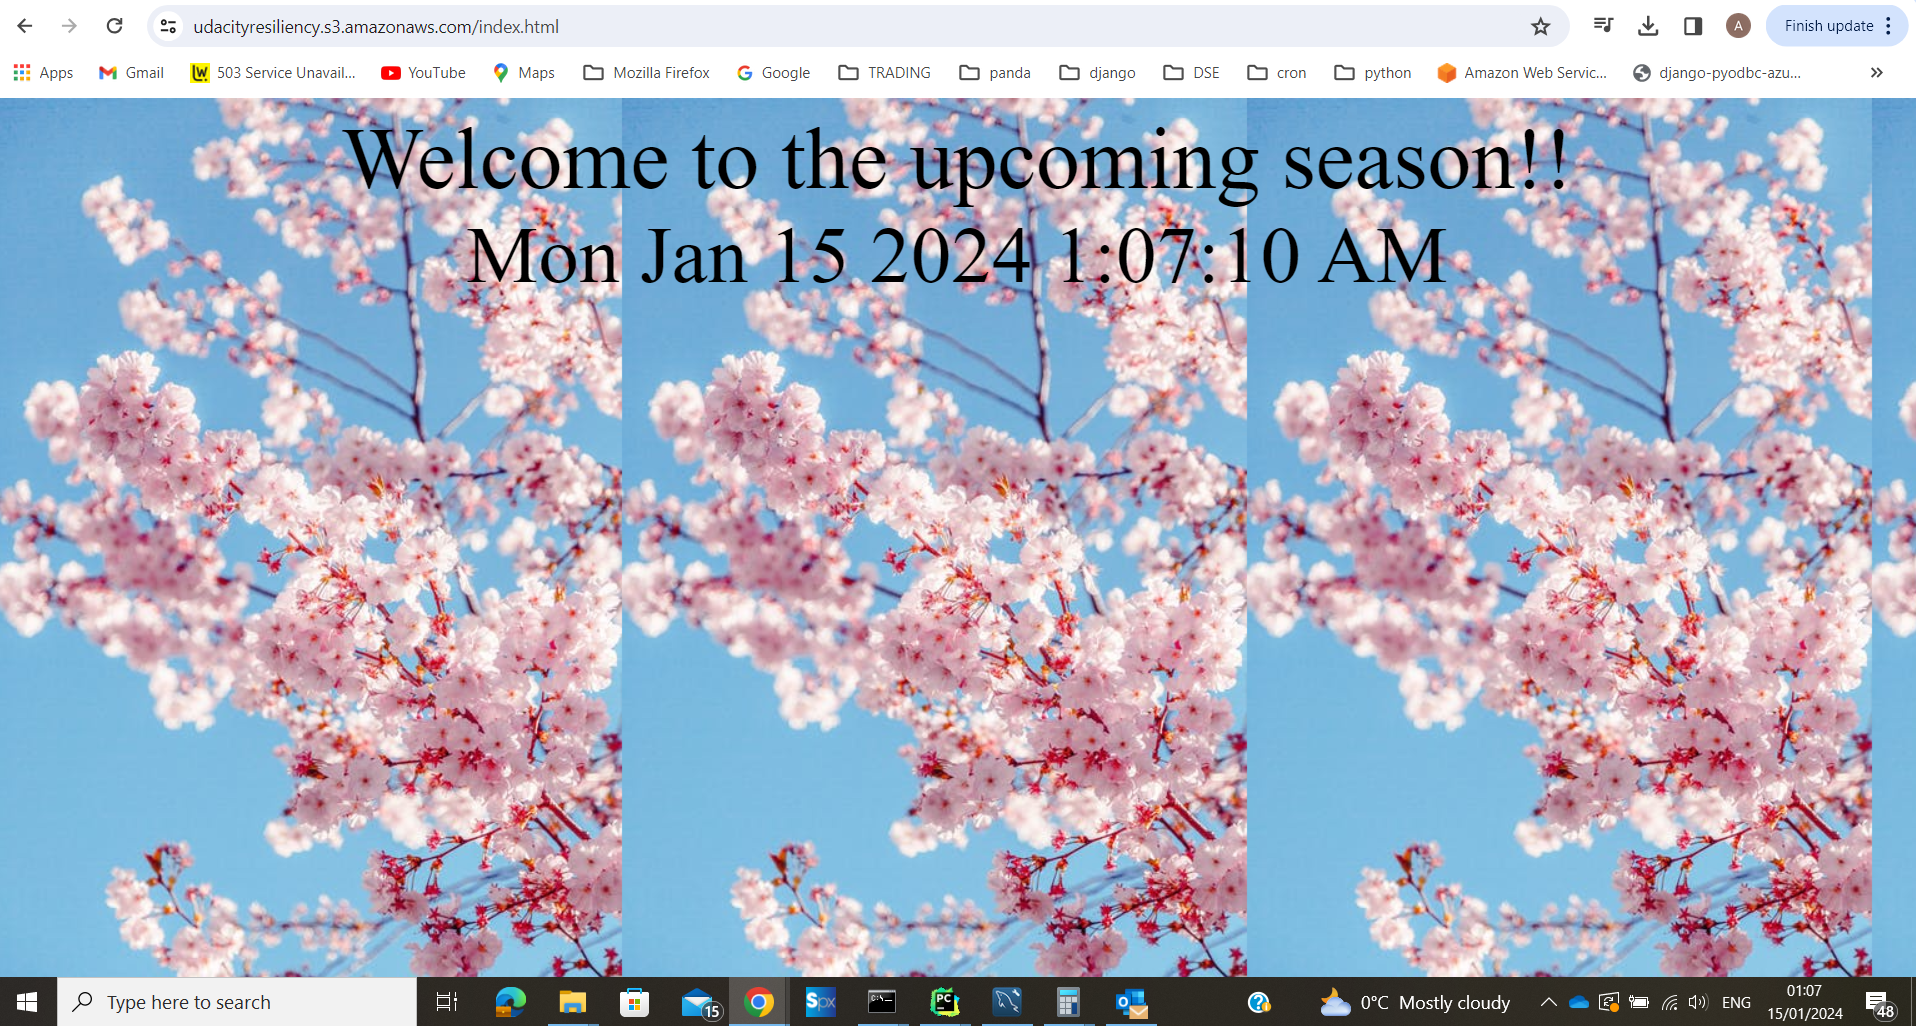 udacityresiliency.s3.amazonaws.com/index.html
A
Finish update
Apps
Gmail
503 Service Unavail...
YouTube
Maps
Mozilla Firefox
Google
TRADING
panda
django
DSE
cron
python
Amazon Web Servic...
django-pyodbc-azu...
Welcome to the upcoming season!!
Mon Jan 15 2024 1:07:10 AM
Type here to search
15
Spx
C:\-
PC
0°C Mostly cloudy
ENG
01:07
15/01/2024
48